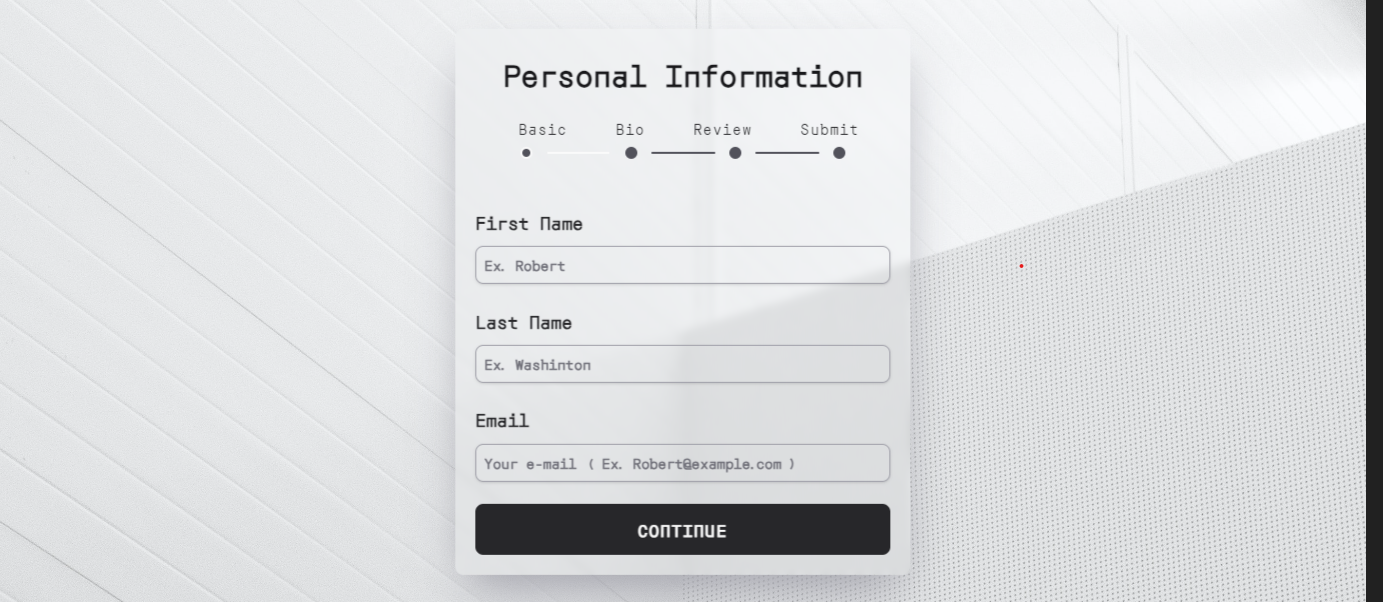 Personal Information
Basic Bio Review Submit
First Name
Ex. Robert
Last Name
Ex. Washinton
Email
Your e-mail ( Ex. Robert@example.com )
CONTINUE